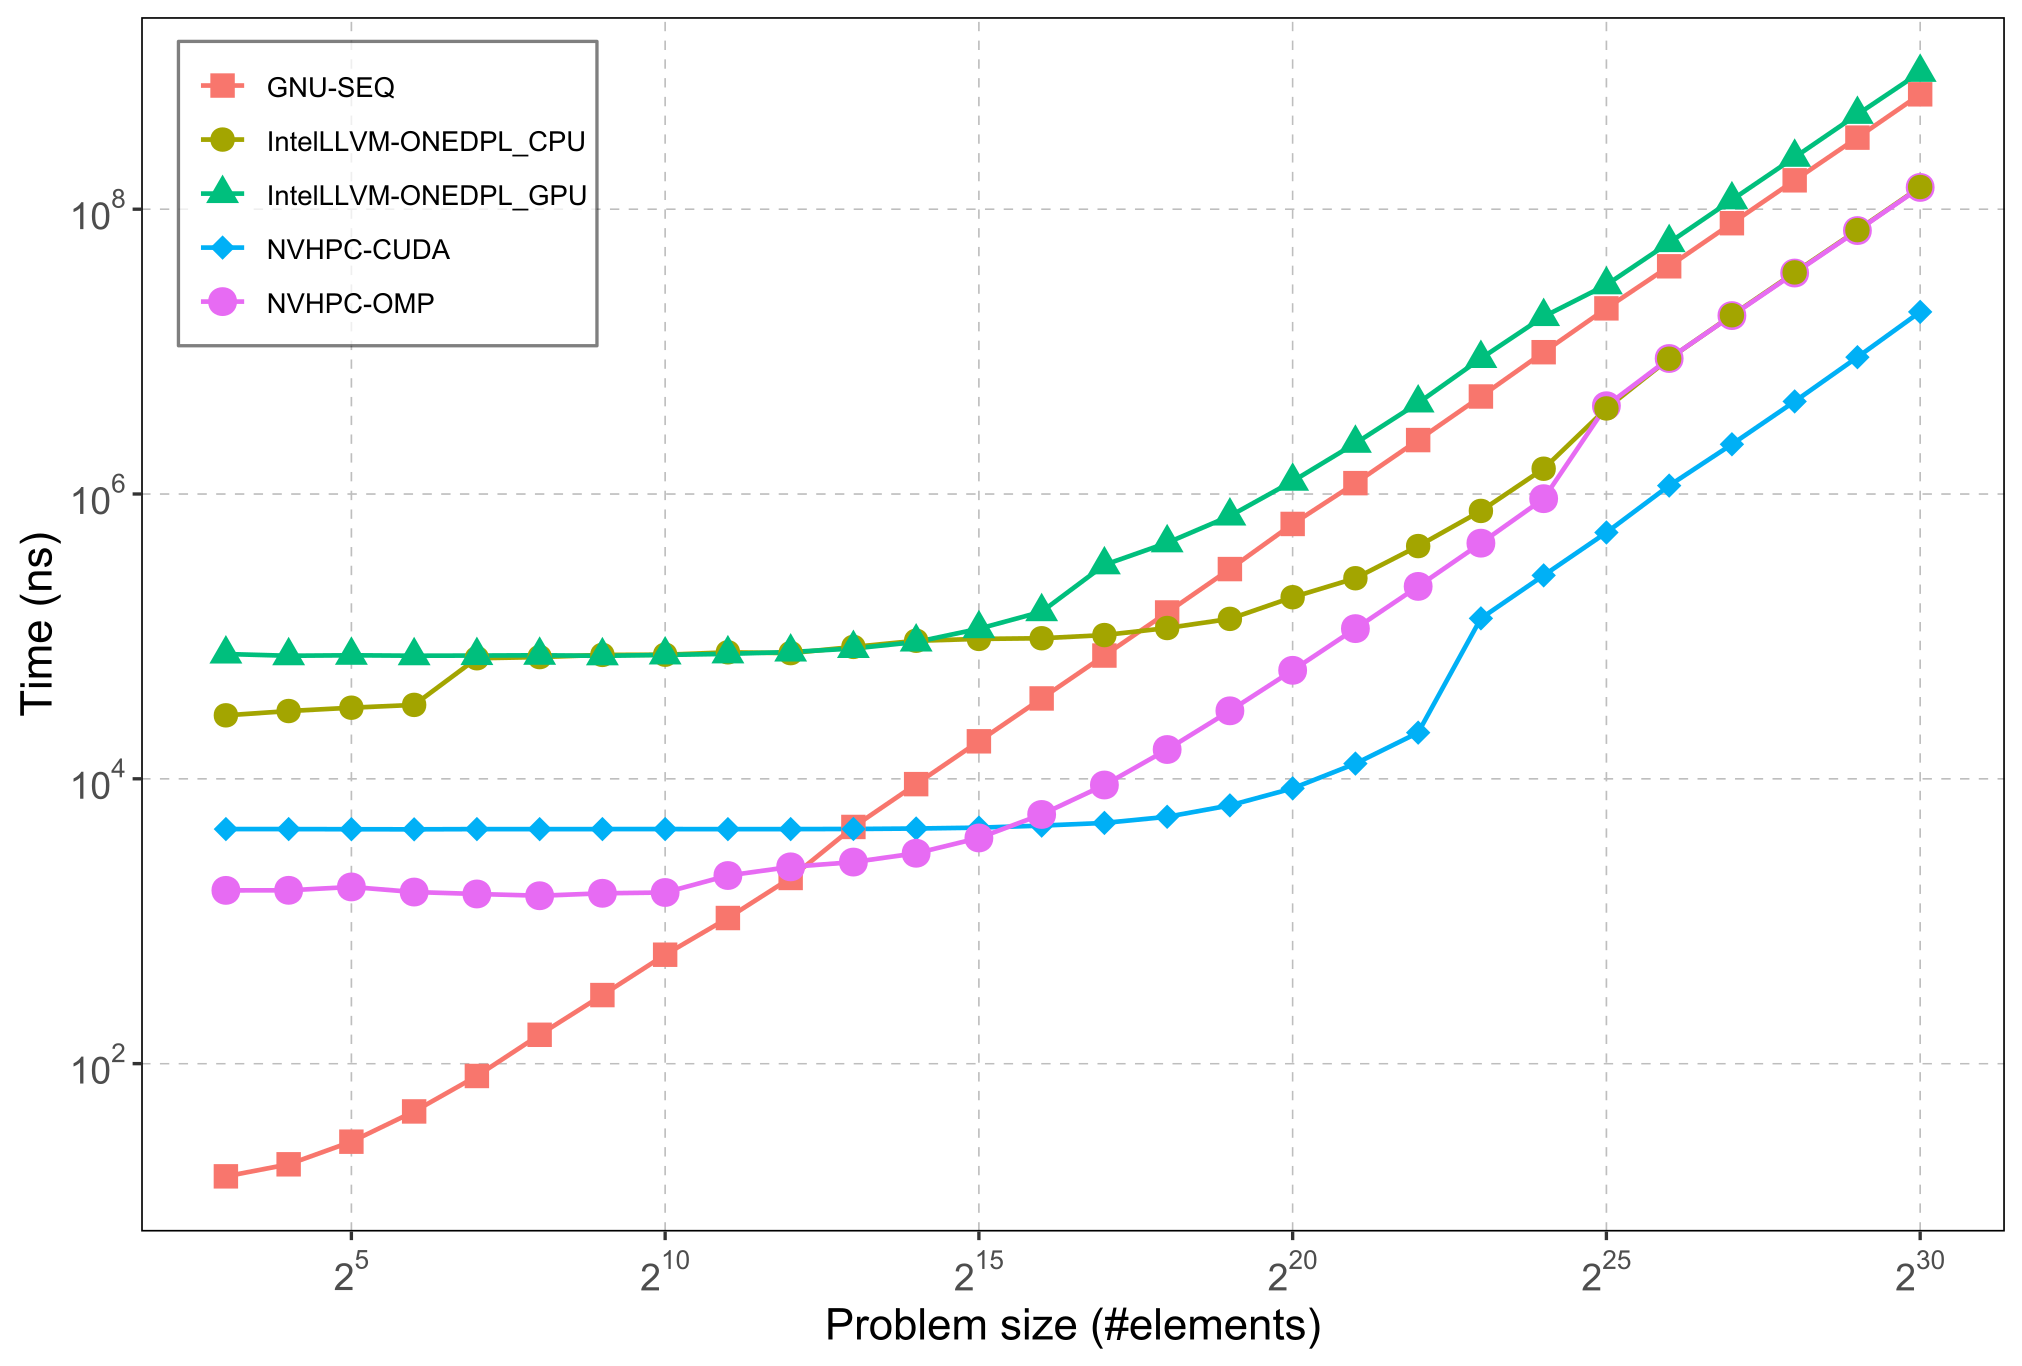 GNU-SEQ
IntelLLVM-ONEDPL_CPU
IntelLLVM-ONEDPL_GPU
NVHPC-CUDA
NVHPC-OMP
10^8
10^6
10^4
10^2
Time (ns)
2^5 2^10 2^15 2^20 2^25 2^30
Problem size (#elements)